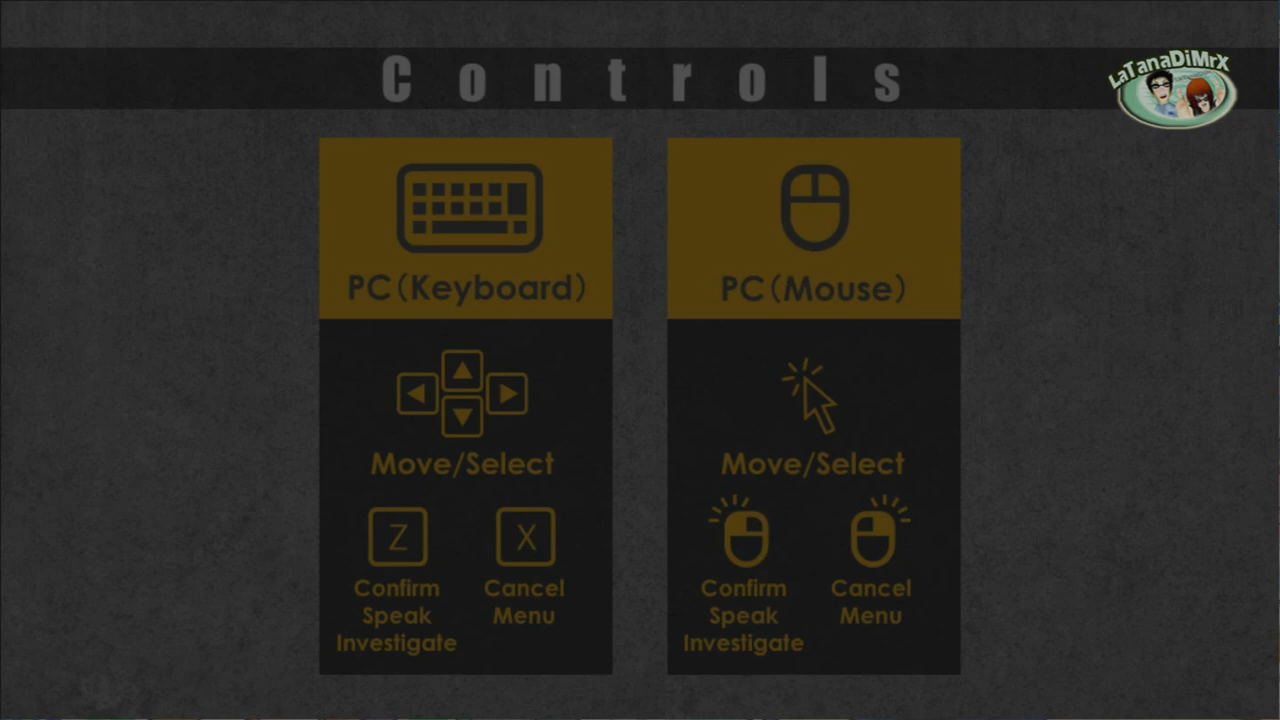 Controls
LaTanaDiMrX
PC(Keyboard)
PC(Mouse)
Move/Select
Move/Select
Z
X
Confirm
Speak
Investigate
Cancel
Menu
Confirm
Speak
Investigate
Cancel
Menu